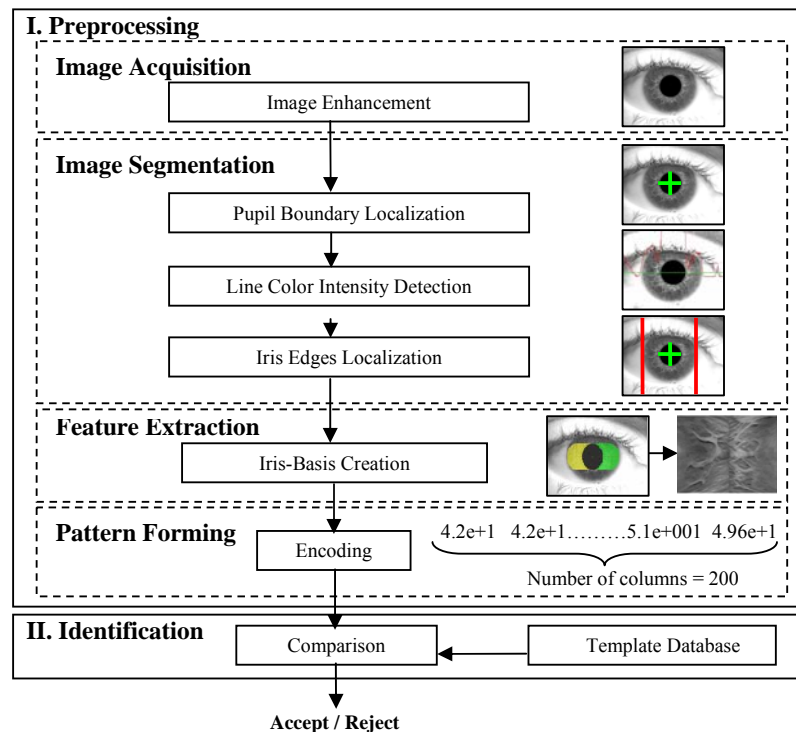 I. Preprocessing
Image Acquisition
Image Enhancement
Image Segmentation
Pupil Boundary Localization
Line Color Intensity Detection
Iris Edges Localization
Feature Extraction
Iris-Basis Creation
Pattern Forming
Encoding
4.2e+1 4.2e+1………5.1e+001 4.96e+1
Number of columns = 200
II. Identification
Comparison
Template Database
Accept / Reject